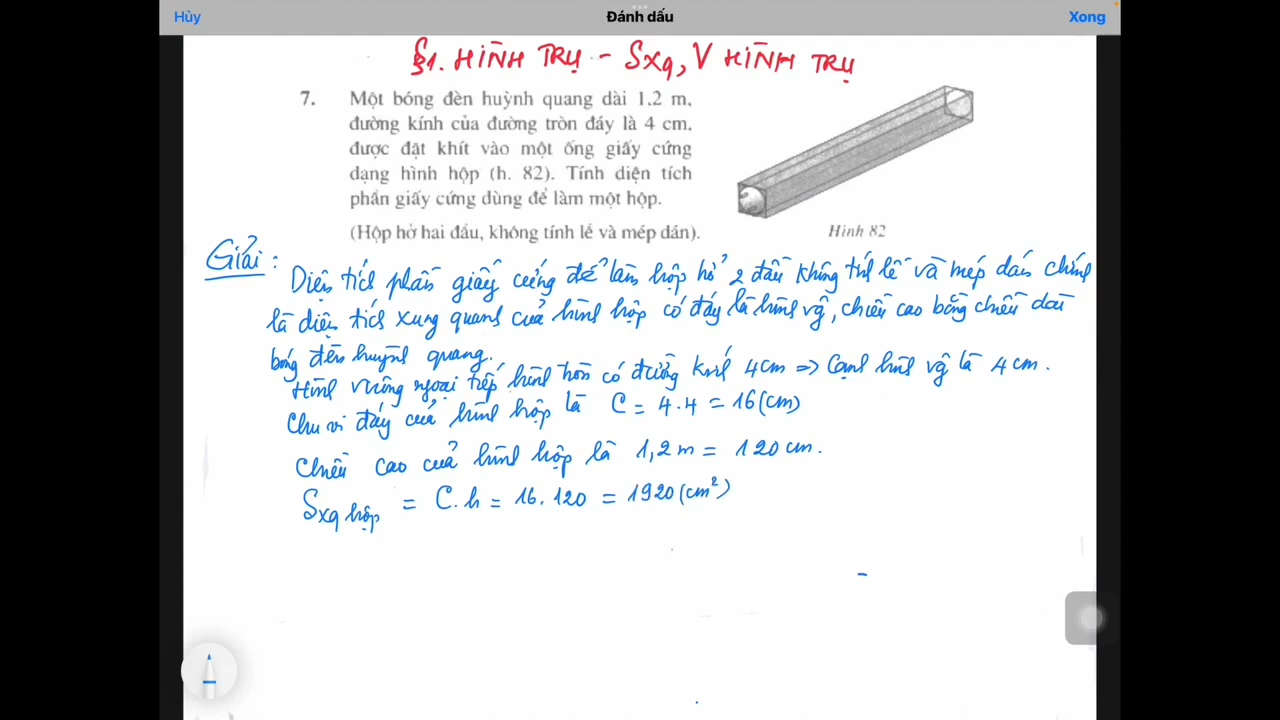 Hủy
Đánh dấu
Xong
§1. HÌNH TRỤ - Sxq, V HÌNH TRỤ
7. Một bóng đèn huỳnh quang dài 1,2 m,
đường kính của đường tròn đáy là 4 cm,
được đặt khít vào một ống giấy cứng
dạng hình hộp (h. 82). Tính diện tích
phần giấy cứng dùng để làm một hộp.
(Hộp hở hai đầu, không tính lề và mép dán).
Hình 82
Giải:
Diện tích phần giấy cứng để làm hộp hở 2 đầu không tính lề và mép dán chính
là diện tích xung quanh của hình hộp có đáy là hình vg, chiều cao bằng chiều dài
bóng đèn huỳnh quang.
Hình vuông ngoại tiếp hình tròn có đường kính 4cm => Cạnh hình vg là 4 cm.
Chu vi đáy của hình hộp là C = 4.4 = 16 (cm)
Chiều cao của hình hộp là 1,2m = 120 cm.
Sxq hộp = C.h = 16.120 = 1920 (cm²)